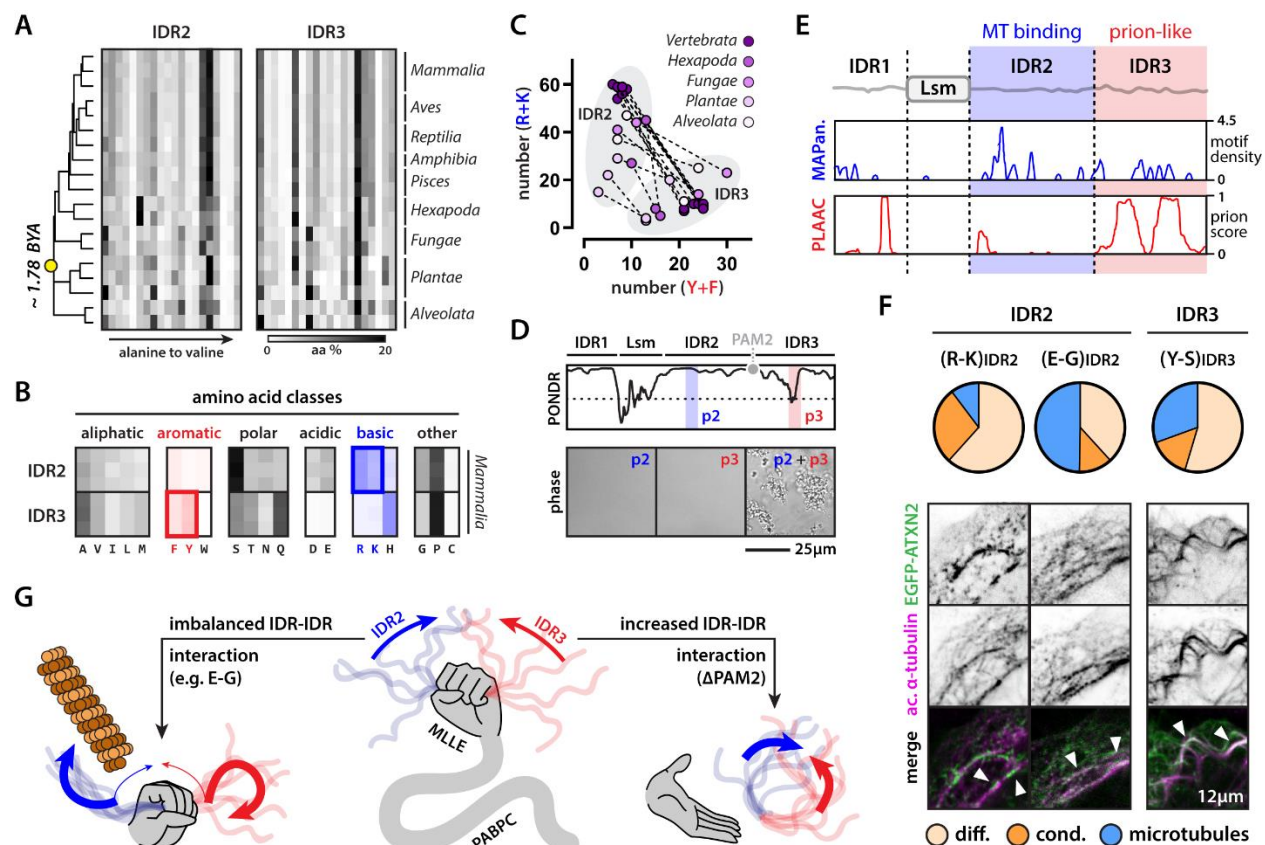 A
IDR2
IDR3
Mammalia
Aves
Reptilia
Amphibia
Pisces
Hexapoda
Fungae
Plantae
Alveolata
~ 1.78 BYA
alanine to valine
0
20
aa %
B
amino acid classes
aliphatic
aromatic
polar
acidic
basic
other
IDR2
IDR3
Mammalia
A V I L M
F Y W
S T N Q
D E
R K H
G P C
C
Vertebrata
Hexapoda
Fungae
Plantae
Alveolata
number (R+K)
60
40
20
0
IDR2
IDR3
0 10 20 30
number (Y+F)
D
IDR1
Lsm
IDR2
PAM2
IDR3
PONDR
p2
p3
phase
p2
p3
p2 + p3
25µm
E
MT binding
prion-like
IDR1
Lsm
IDR2
IDR3
MAPan.
4.5
motif
density
0
PLAAC
1
prion
score
0
F
IDR2
IDR3
(R-K)IDR2
(E-G)IDR2
(Y-S)IDR3
EGFP-ATXN2
ac. α-tubulin
merge
12µm
diff.
cond.
microtubules
G
imbalanced IDR-IDR
interaction
(e.g. E-G)
IDR2
IDR3
MLLE
PABPC
increased IDR-IDR
interaction
(ΔPAM2)